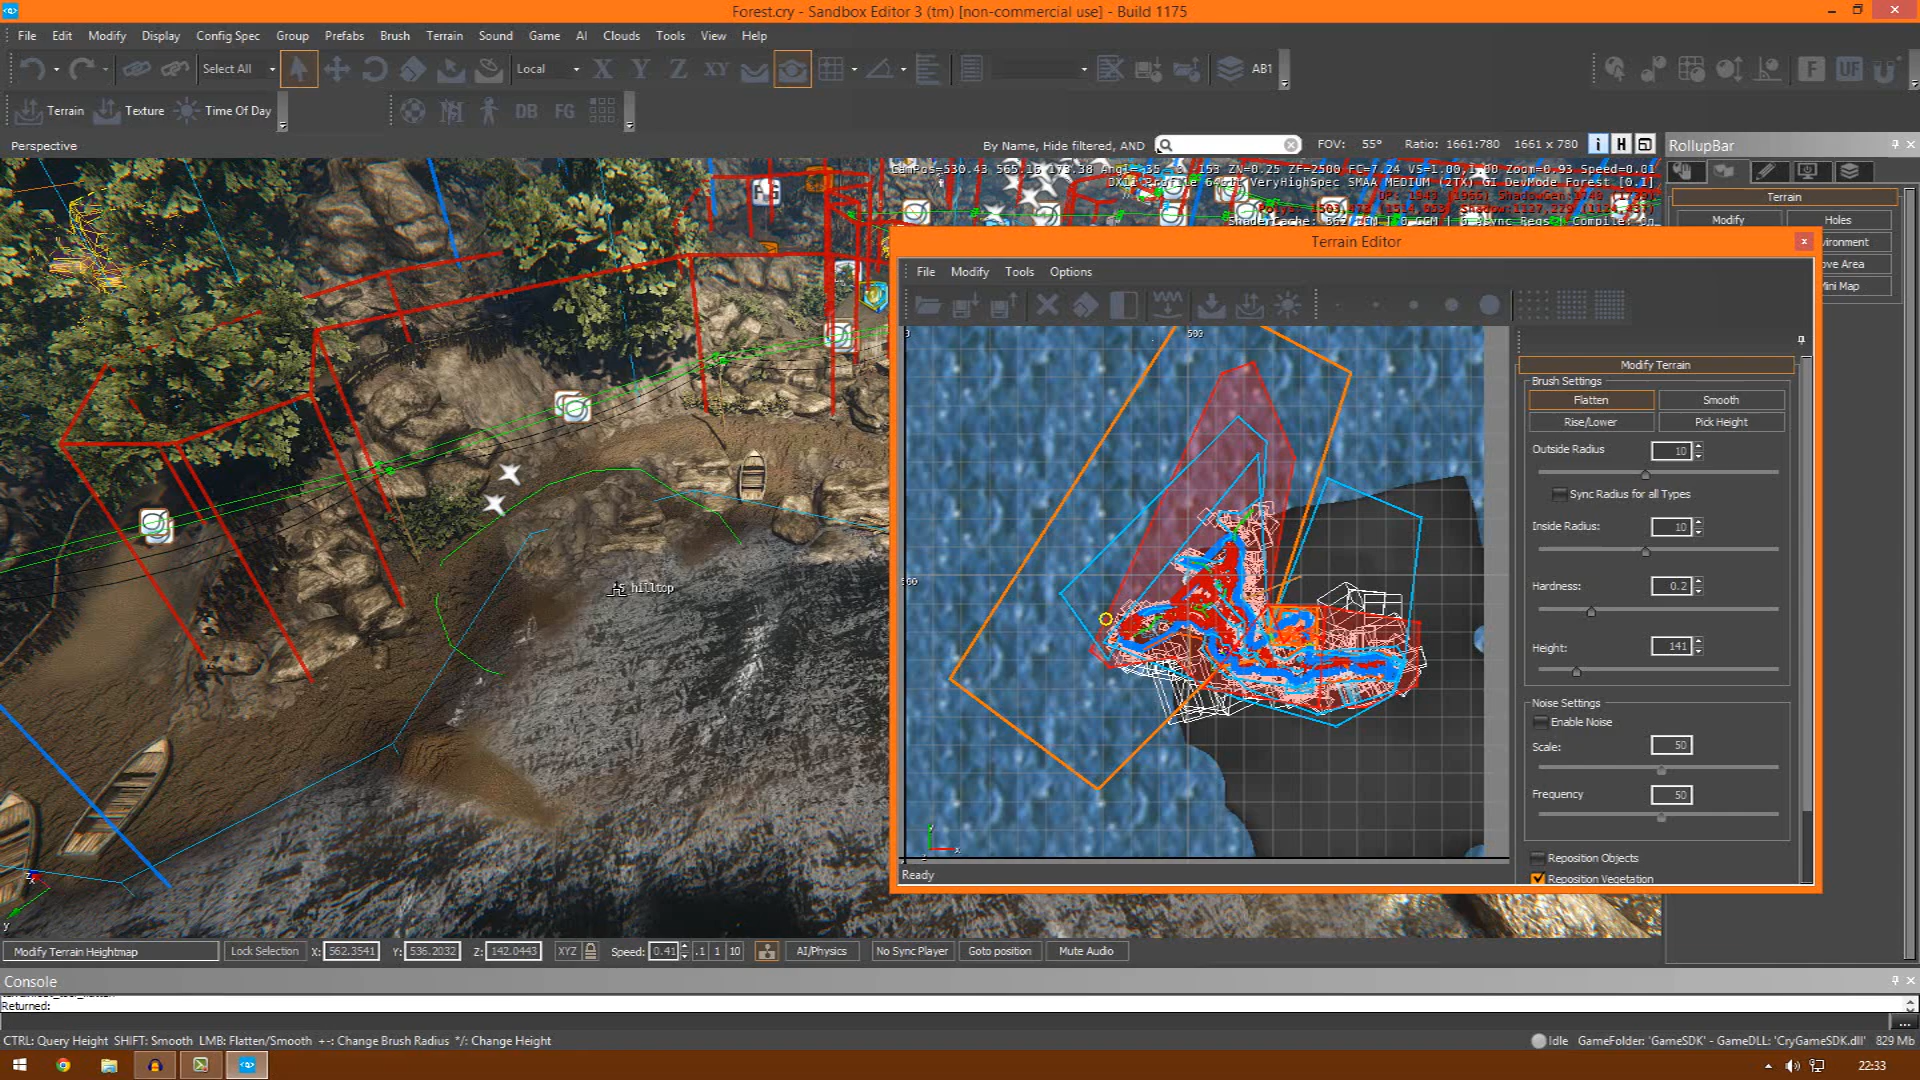 Forest.cry - Sandbox Editor 3 (tm) [non-commercial use] - Build 1175
File Edit Modify Display Config Spec Group Prefabs Brush Terrain Sound Game AI Clouds Tools View Help
Select All Local X Y Z XY AB1 F UF
Terrain Texture Time Of Day DB FG
Perspective By Name, Hide filtered, AND FOV: 55° Ratio: 1661:780 1661 x 780 i H RollupBar
Terrain
Modify Holes
Mini Map
hilltop
Terrain Editor
File Modify Tools Options
500
500
x
Ready
Modify Terrain
Brush Settings
Flatten Smooth
Rise/Lower Pick Height
Outside Radius 10
Sync Radius for all Types
Inside Radius: 10
Hardness: 0.2
Height: 141
Noise Settings
Enable Noise
Scale: 50
Frequency 50
Reposition Objects
Reposition Vegetation
z
x
y
Modify Terrain Heightmap Lock Selection X: 562.3541 Y: 536.2032 Z: 142.0443 XYZ Speed: 0.41 .1 1 10 AI/Physics No Sync Player Goto position Mute Audio
Console
Returned:
...
CTRL: Query Height SHIFT: Smooth LMB: Flatten/Smooth +-: Change Brush Radius */: Change Height Idle GameFolder: 'GameSDK' - GameDLL: 'CryGameSDK.dll' 829 Mb
22:33